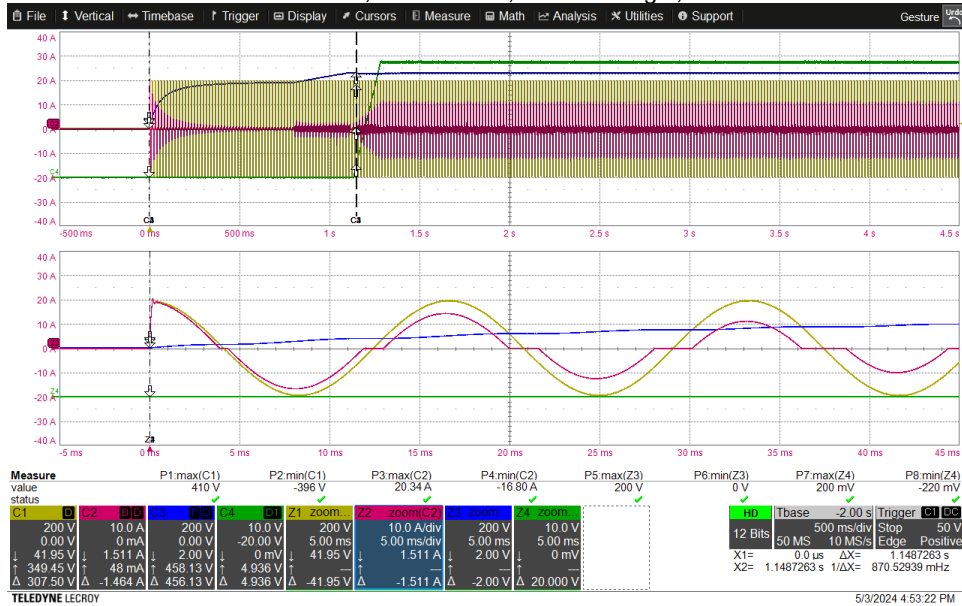 File Vertical Timebase Trigger Display Cursors Measure Math Analysis Utilities Support Gesture Undo
40 A
30 A
20 A
10 A
0 A
-10 A
C4
-20 A
-30 A
-40 A
-500 ms 0 ms 500 ms 1 s 1.5 s 2 s 2.5 s 3 s 3.5 s 4 s 4.5 s
40 A
30 A
20 A
10 A
0 A
-10 A
Z4
-20 A
-30 A
-40 A
-5 ms 0 ms 5 ms 10 ms 15 ms 20 ms 25 ms 30 ms 35 ms 40 ms 45 ms
Measure P1:max(C1) P2:min(C1) P3:max(C2) P4:min(C2) P5:max(Z3) P6:min(Z3) P7:max(Z4) P8:min(Z4)
value 410 V -396 V 20.34 A -16.80 A 200 V 0 V 200 mV -220 mV
status
C1 D C2 C3 C4 D1 Z1 zoom... Z2 zoom(C2) Z3 zoom... Z4 zoom... HD Tbase -2.00 s Trigger C1 DC
200 V 10.0 A 200 V 10.0 V 200 V 10.0 A/div 200 V 10.0 V 12 Bits 500 ms/div Stop 50 V
0.00 V 0 mA 0.00 V -20.00 V 5.00 ms 5.00 ms/div 5.00 ms 5.00 ms 50 MS 10 MS/s Edge Positive
↓ 41.95 V ↓ 1.511 A ↓ 2.00 V ↓ 0 mV ↓ 41.95 V ↓ 1.511 A ↓ 2.00 V ↓ 0 mV X1= 0.0 µs ΔX= 1.1487263 s
↑ 349.45 V ↑ 48 mA ↑ 458.13 V ↑ 4.936 V ↑ --- ↑ --- ↑ --- ↑ --- X2= 1.1487263 s 1/ΔX= 870.52939 mHz
Δ 307.50 V Δ -1.464 A Δ 456.13 V Δ 4.936 V Δ -41.95 V Δ -1.511 A Δ -2.00 V Δ 20.000 V
TELEDYNE LECROY 5/3/2024 4:53:22 PM